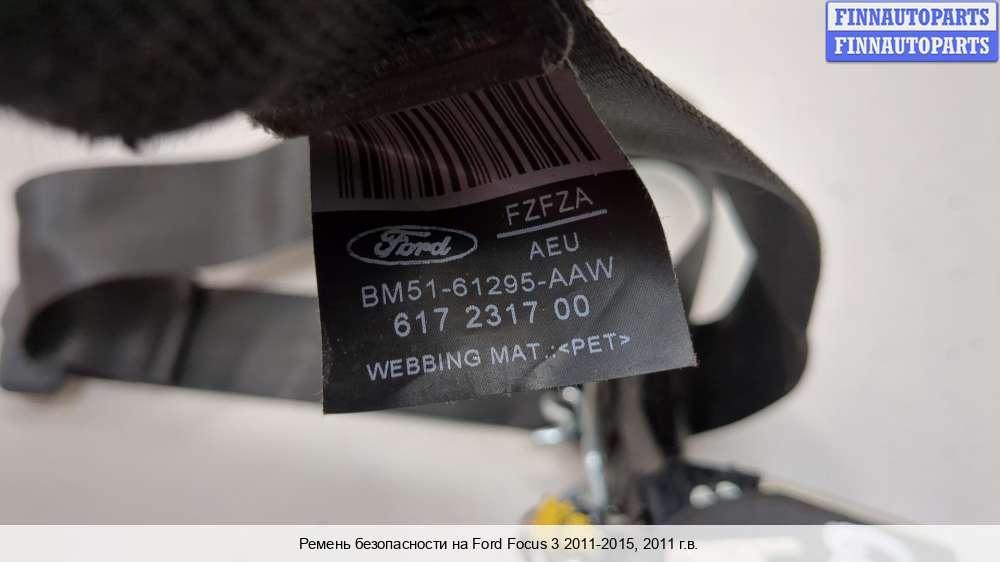 FINNAUTOPARTS
FINNAUTOPARTS
FZFZA
Ford
AEU
BM51-61295-AAW
617 2317 00
WEBBING MAT.:<PET>
Ремень безопасности на Ford Focus 3 2011-2015, 2011 г.в.